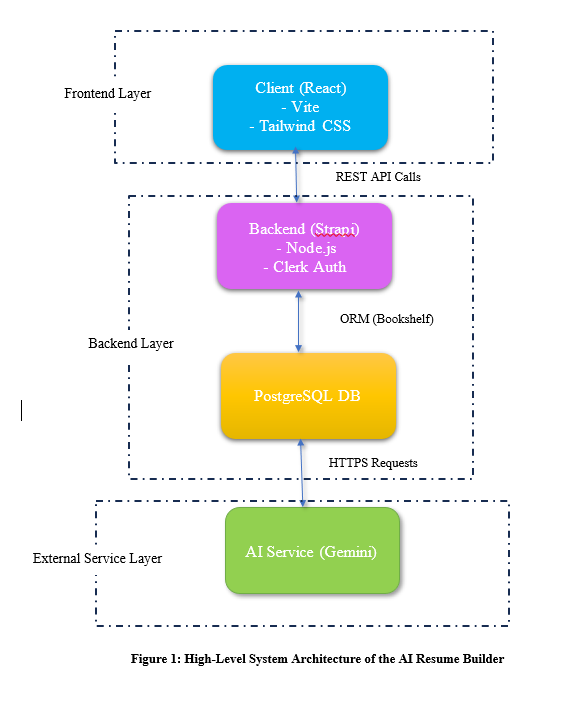 Frontend Layer
Client (React)
- Vite
- Tailwind CSS
REST API Calls
Backend (Strapi)
- Node.js
- Clerk Auth
ORM (Bookshelf)
Backend Layer
PostgreSQL DB
HTTPS Requests
AI Service (Gemini)
External Service Layer
Figure 1: High-Level System Architecture of the AI Resume Builder